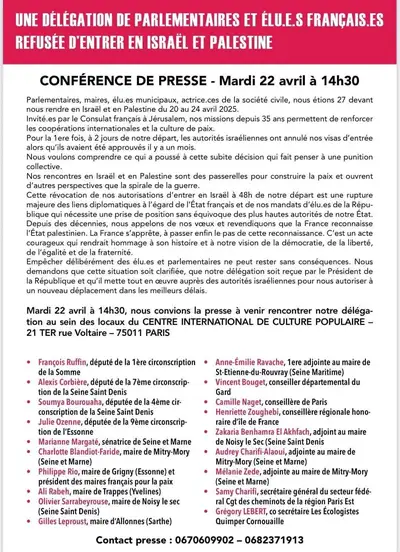 UNE DÉLÉGATION DE PARLEMENTAIRES ET ÉLU.E.S FRANÇAIS.ES
REFUSÉE D'ENTRER EN ISRAËL ET PALESTINE
CONFÉRENCE DE PRESSE - Mardi 22 avril à 14h30
Parlementaires, maires, élu.es municipaux, actrice.ces de la société civile, nous étions 27 devant
nous rendre en Israël et en Palestine du 20 au 24 avril 2025.
Invité.es par le Consulat français à Jérusalem, nos missions depuis 35 ans permettent de renforcer
les coopérations internationales et la culture de paix.
Pour la 1ere fois, à 2 jours de notre départ, les autorités israéliennes ont annulé nos visas d'entrée
alors qu'ils avaient été approuvés il y a un mois.
Nous voulons comprendre ce qui a poussé à cette subite décision qui fait penser à une punition
collective.
Nos rencontres en Israël et en Palestine sont des passerelles pour construire la paix et ouvrent
d'autres perspectives que la spirale de la guerre.
Cette révocation de nos autorisations d'entrer en Israël à 48h de notre départ est une rupture
majeure des liens diplomatiques à l'égard de l'État français et de nos mandats d'élu.es de la Répu-
blique qui nécessite une prise de position sans équivoque des plus hautes autorités de notre État.
Depuis des décennies, nous appelons de nos vœux et revendiquons que la France reconnaisse
l'État palestinien. La France s'apprête, à passer enfin le pas de cette reconnaissance. C'est un acte
courageux qui rendrait hommage à son histoire et à notre vision de la démocratie, de la liberté,
de l'égalité et de la fraternité.
Empêcher délibérément des élu.es et parlementaires ne peut rester sans conséquences. Nous
demandons que cette situation soit clarifiée, que notre délégation soit reçue par le Président de
la République et qu'il mette tout en œuvre auprès des autorités israéliennes pour nous autoriser à
un nouveau déplacement dans les meilleurs délais.
Mardi 22 avril à 14h30, nous convions la presse à venir rencontrer notre déléga-
tion au sein des locaux du CENTRE INTERNATIONAL DE CULTURE POPULAIRE –
21 TER rue Voltaire – 75011 PARIS
• François Ruffin, député de la 1ère circonscription
de la Somme
• Alexis Corbière, député de la 7ème circonscrip-
tion de la Seine Saint Denis
• Soumya Bourouaha, députée de la 4ème cir-
conscription de la Seine Saint Denis
• Julie Ozenne, députée de la 9ème circonscrip-
tion de l'Essonne
• Marianne Margaté, sénatrice de Seine et Marne
• Charlotte Blandiot-Faride, maire de Mitry-Mory
(Seine et Marne)
• Philippe Rio, maire de Grigny (Essonne) et
président des maires français pour la paix
• Ali Rabeh, maire de Trappes (Yvelines)
• Olivier Sarrabeyrouse, maire de Noisy le sec
(Seine Saint Denis)
• Gilles Leproust, maire d'Allonnes (Sarthe)
• Anne-Émilie Ravache, 1ere adjointe au maire de
St-Etienne du-Rouvray (Seine Maritime)
• Vincent Bouget, conseiller départemental du
Gard
• Camille Naget, conseillère de Paris
• Henriette Zoughebi, conseillère régionale hono-
raire d'île de France
• Zakaria Benhamra El Akhfach, adjoint au maire
de Noisy le Sec (Seine Saint Denis
• Audrey Charifi-Alaoui, adjointe au maire de
Mitry-Mory (Seine et Marne)
• Mélanie Zede, adjointe au maire de Mitry-Mory
(Seine et Marne)
• Samy Charifi, secrétaire général du secteur fédé-
ral Cgt des cheminots de la région Paris Est
• Grégory LEBERT, co secrétaire Les Écologistes
Quimper Cornouaille
Contact presse : 0670609902 – 0682371913